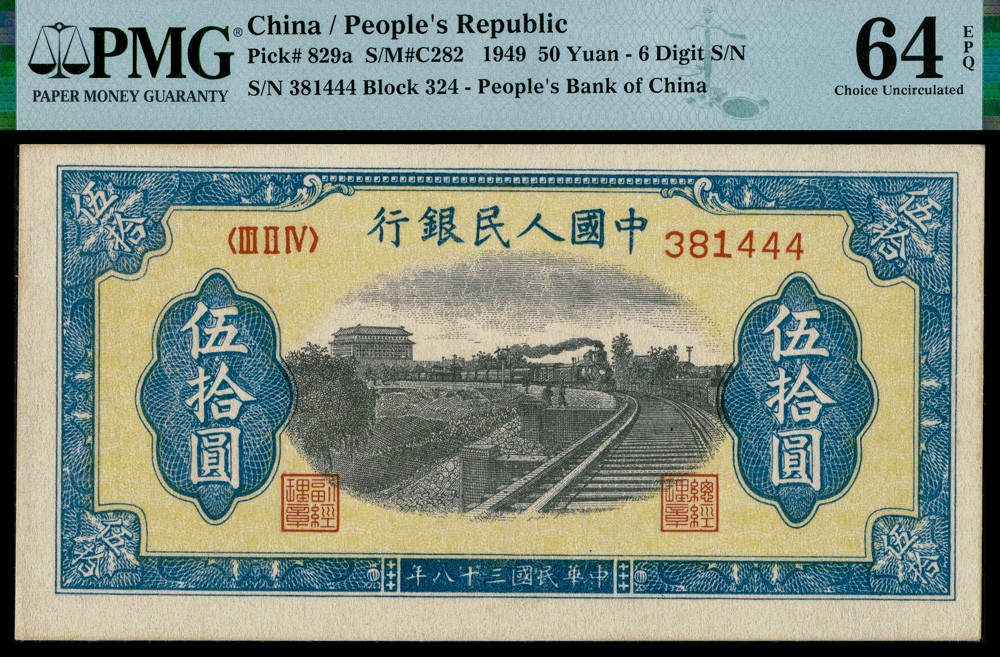 PMG®
PAPER MONEY GUARANTY
China / People's Republic
Pick# 829a S/M#C282 1949 50 Yuan - 6 Digit S/N
S/N 381444 Block 324 - People's Bank of China
64 EPQ
Choice Uncirculated
伍拾
伍拾
行銀民人國中
〈III II IV〉
381444
伍拾圓
伍拾圓
副經理章
總經理章
伍拾
伍拾
年八十三國民華中